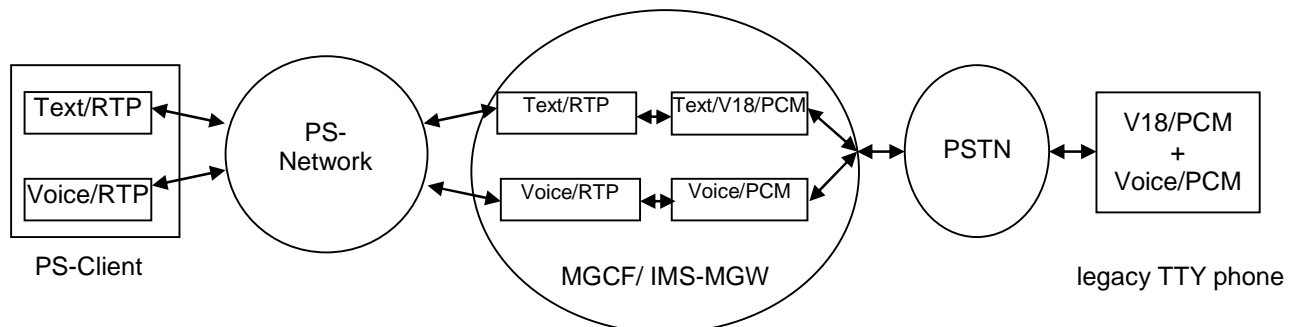 Text/RTP
Voice/RTP
PS-Client
PS-
Network
Text/RTP
Text/V18/PCM
Voice/RTP
Voice/PCM
MGCF/ IMS-MGW
PSTN
V18/PCM
+
Voice/PCM
legacy TTY phone